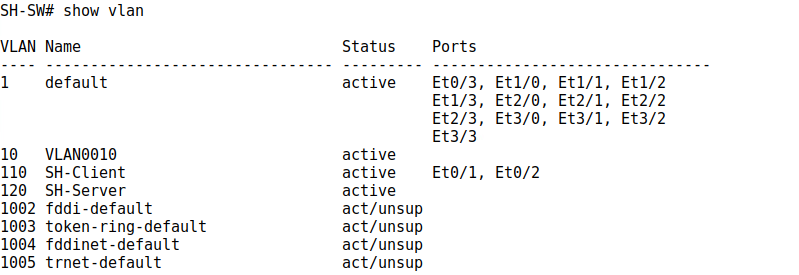 SH-SW# show vlan
VLAN Name                             Status    Ports
---- -------------------------------- --------- -------------------------------
1    default                          active    Et0/3, Et1/0, Et1/1, Et1/2
                                                Et1/3, Et2/0, Et2/1, Et2/2
                                                Et2/3, Et3/0, Et3/1, Et3/2
                                                Et3/3
10   VLAN0010                         active
110  SH-Client                        active    Et0/1, Et0/2
120  SH-Server                        active
1002 fddi-default                     act/unsup
1003 token-ring-default               act/unsup
1004 fddinet-default                  act/unsup
1005 trnet-default                    act/unsup